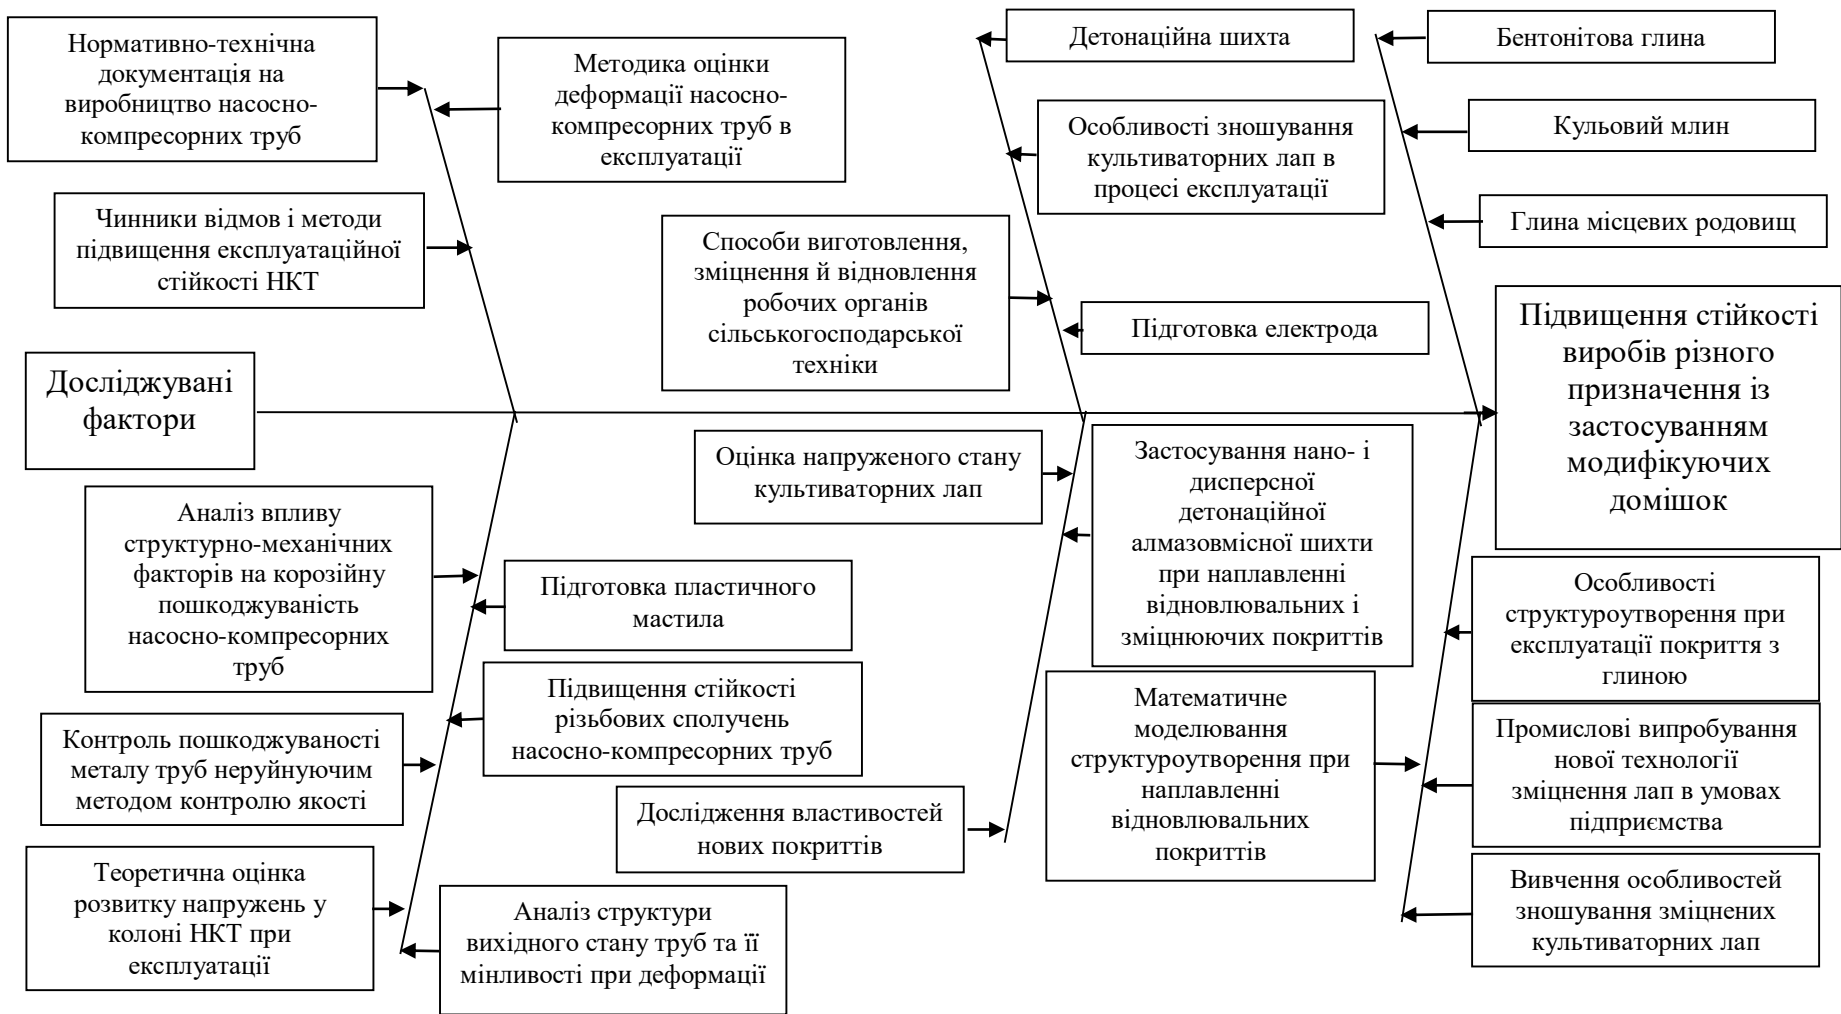 Нормативно-технічна
документація на
виробництво насосно-
компресорних труб
Методика оцінки
деформації насосно-
компресорних труб в
експлуатації
Детонаційна шихта
Бентонітова глина
Особливості зношування
культиваторних лап в
процесі експлуатації
Кульовий млин
Чинники відмов і методи
підвищення експлуатаційної
стійкості НКТ
Способи виготовлення,
зміцнення й відновлення
робочих органів
сільськогосподарської
техніки
Глина місцевих родовищ
Підготовка електрода
Підвищення стійкості
виробів різного
призначення із
застосуванням
модифікуючих
домішок
Досліджувані
фактори
Оцінка напруженого стану
культиваторних лап
Застосування нано- і
дисперсної
детонаційної
алмазовмісної шихти
при наплавленні
відновлювальних і
зміцнюючих покриттів
Аналіз впливу
структурно-механічних
факторів на корозійну
пошкоджуваність
насосно-компресорних
труб
Підготовка пластичного
мастила
Особливості
структуроутворення при
експлуатації покриття з
глиною
Підвищення стійкості
різьбових сполучень
насосно-компресорних труб
Математичне
моделювання
структуроутворення при
наплавленні
відновлювальних
покриттів
Контроль пошкоджуваності
металу труб неруйнуючим
методом контролю якості
Промислові випробування
нової технології
зміцнення лап в умовах
підприємства
Дослідження властивостей
нових покриттів
Теоретична оцінка
розвитку напружень у
колоні НКТ при
експлуатації
Аналіз структури
вихідного стану труб та її
мінливості при деформації
Вивчення особливостей
зношування зміцнених
культиваторних лап